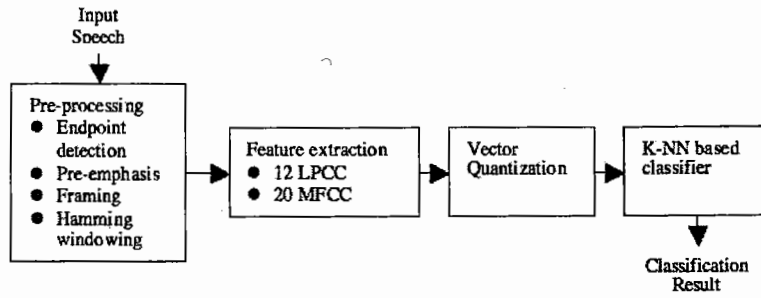 Input
Speech
Pre-processing
● Endpoint
detection
● Pre-emphasis
● Framing
● Hamming
windowing
Feature extraction
● 12 LPCC
● 20 MFCC
Vector
Quantization
K-NN based
classifier
Classification
Result